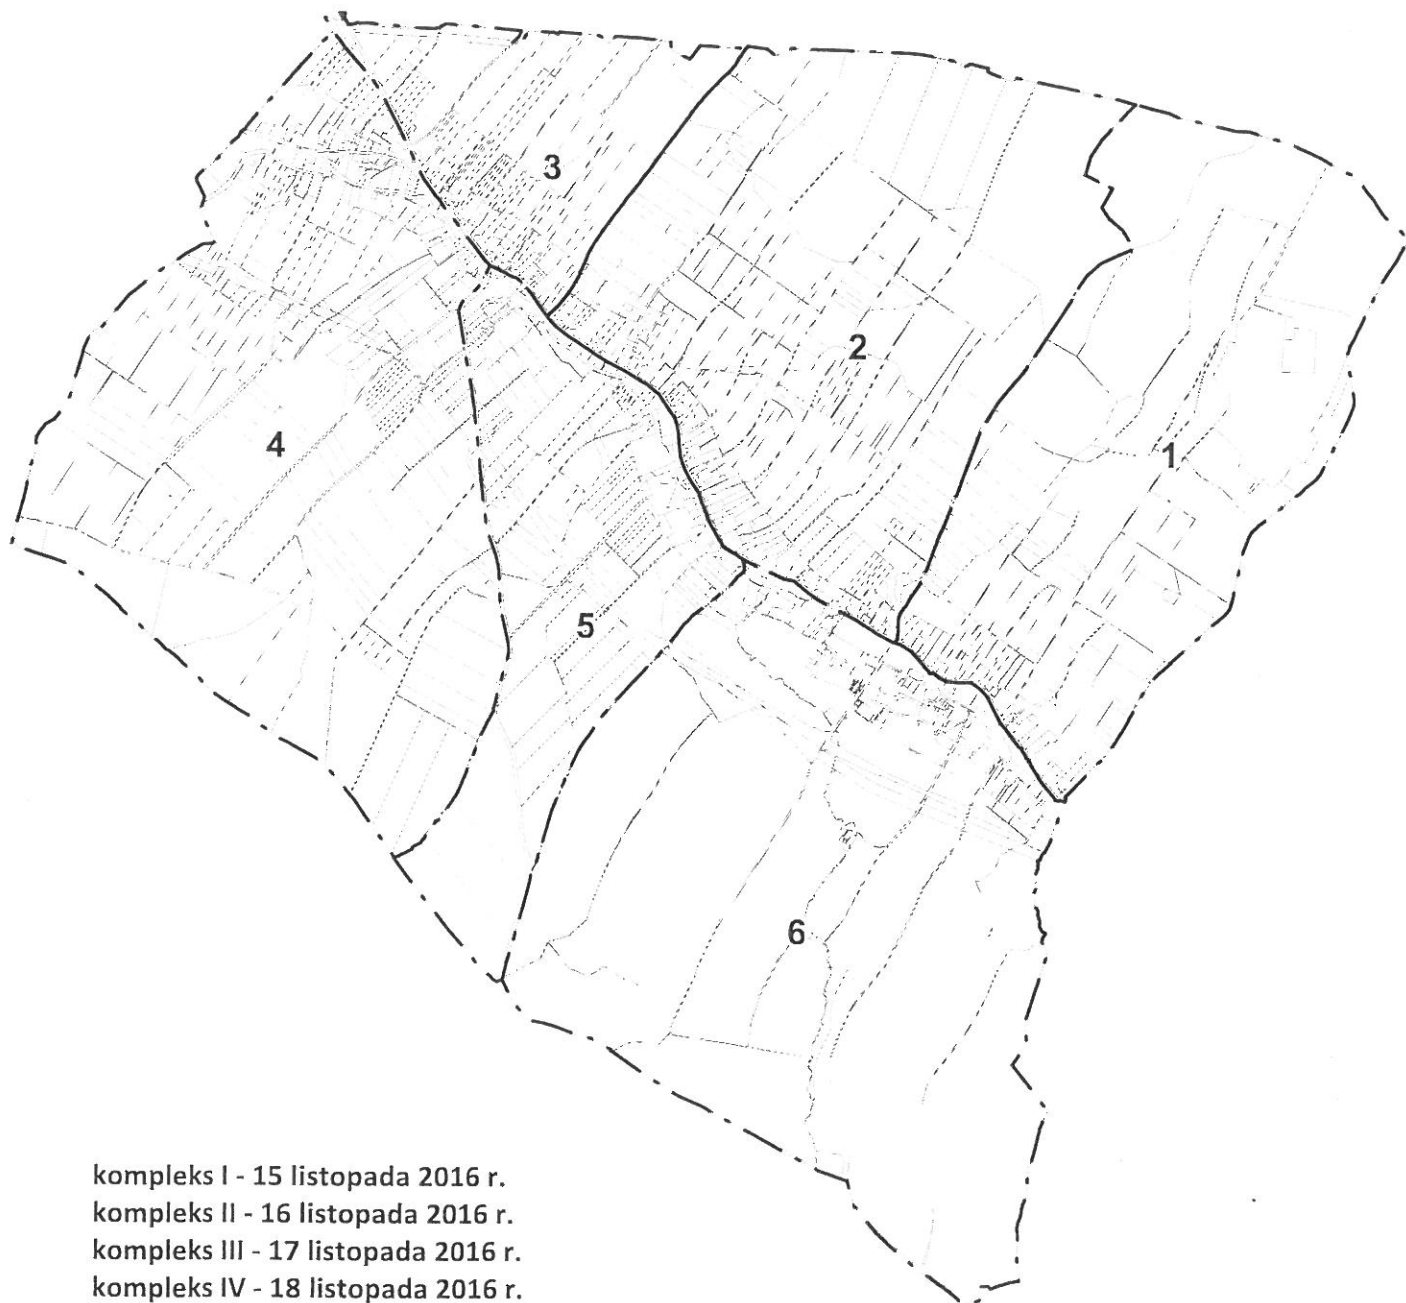 3
2
4
1
5
6
kompleks I - 15 listopada 2016 r.
kompleks II - 16 listopada 2016 r.
kompleks III - 17 listopada 2016 r.
kompleks IV - 18 listopada 2016 r.